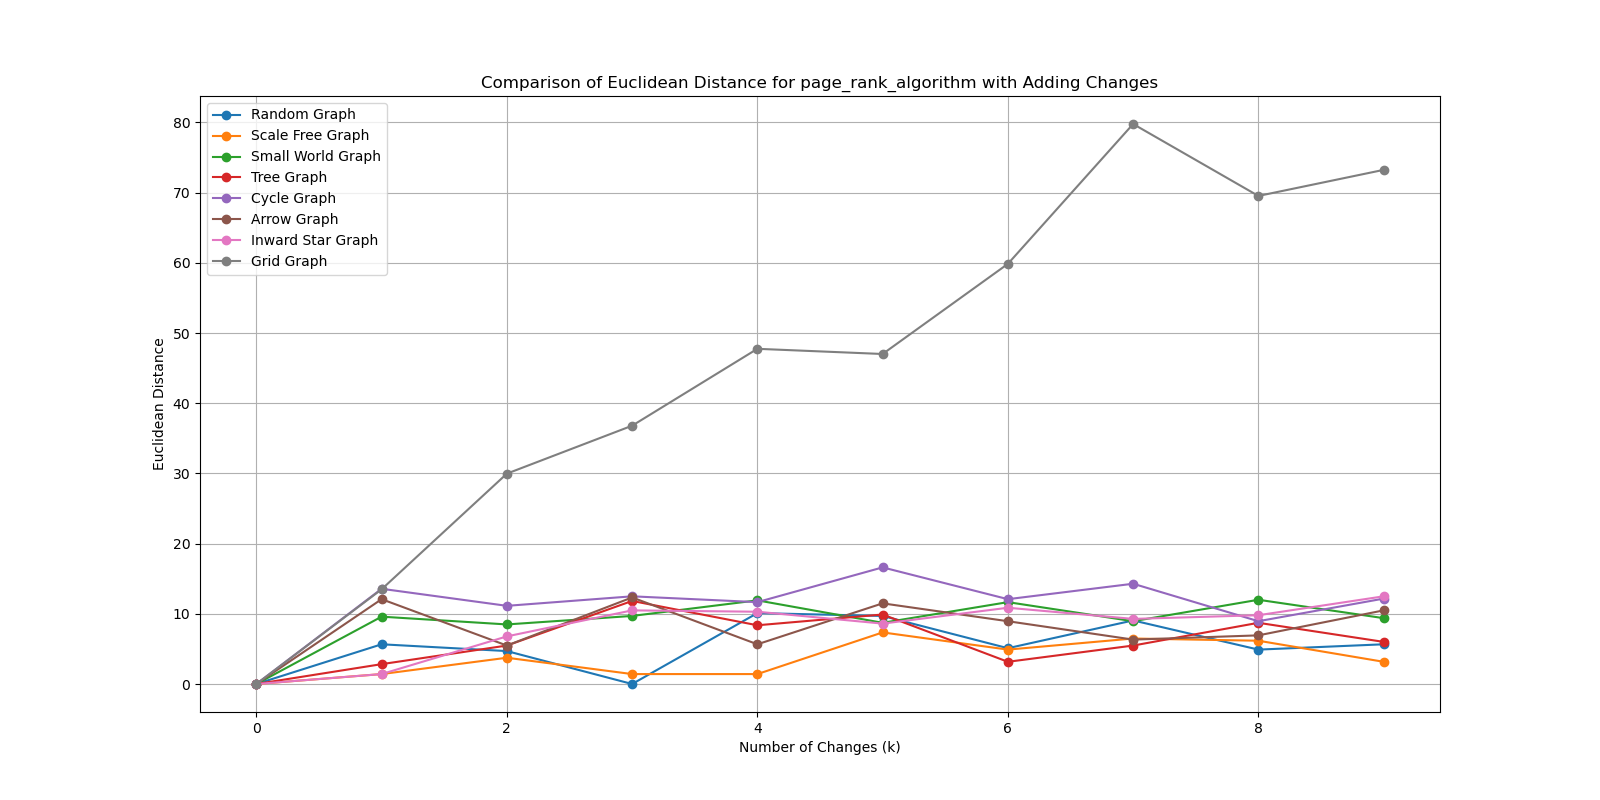 Comparison of Euclidean Distance for page_rank_algorithm with Adding Changes
Random Graph
Scale Free Graph
Small World Graph
Tree Graph
Cycle Graph
Arrow Graph
Inward Star Graph
Grid Graph
Euclidean Distance
80
70
60
50
40
30
20
10
0
0
2
4
6
8
Number of Changes (k)